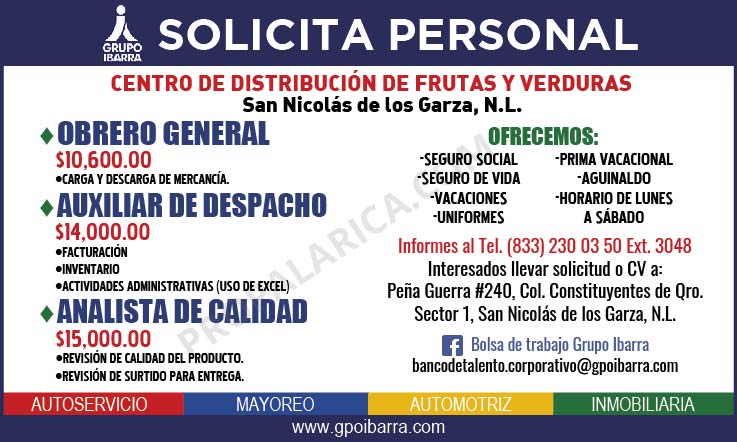 GRUPO
IBARRA
SOLICITA PERSONAL
CENTRO DE DISTRIBUCIÓN DE FRUTAS Y VERDURAS
San Nicolás de los Garza, N.L.
♦OBRERO GENERAL
$10,600.00
•CARGA Y DESCARGA DE MERCANCÍA.
♦AUXILIAR DE DESPACHO
$14,000.00
•FACTURACIÓN
•INVENTARIO
•ACTIVIDADES ADMINISTRATIVAS (USO DE EXCEL)
♦ANALISTA DE CALIDAD
$15,000.00
•REVISIÓN DE CALIDAD DEL PRODUCTO.
•REVISIÓN DE SURTIDO PARA ENTREGA.
OFRECEMOS:
-SEGURO SOCIAL
-SEGURO DE VIDA
-VACACIONES
-UNIFORMES
-PRIMA VACACIONAL
-AGUINALDO
-HORARIO DE LUNES
A SÁBADO
Informes al Tel. (833) 230 03 50 Ext. 3048
Interesados llevar solicitud o CV a:
Peña Guerra #240, Col. Constituyentes de Qro.
Sector 1, San Nicolás de los Garza, N.L.
f Bolsa de trabajo Grupo Ibarra
bancodetalento.corporativo@gpoibarra.com
AUTOSERVICIO
MAYOREO
AUTOMOTRIZ
INMOBILIARIA
www.gpoibarra.com
PROPALARICA.COM